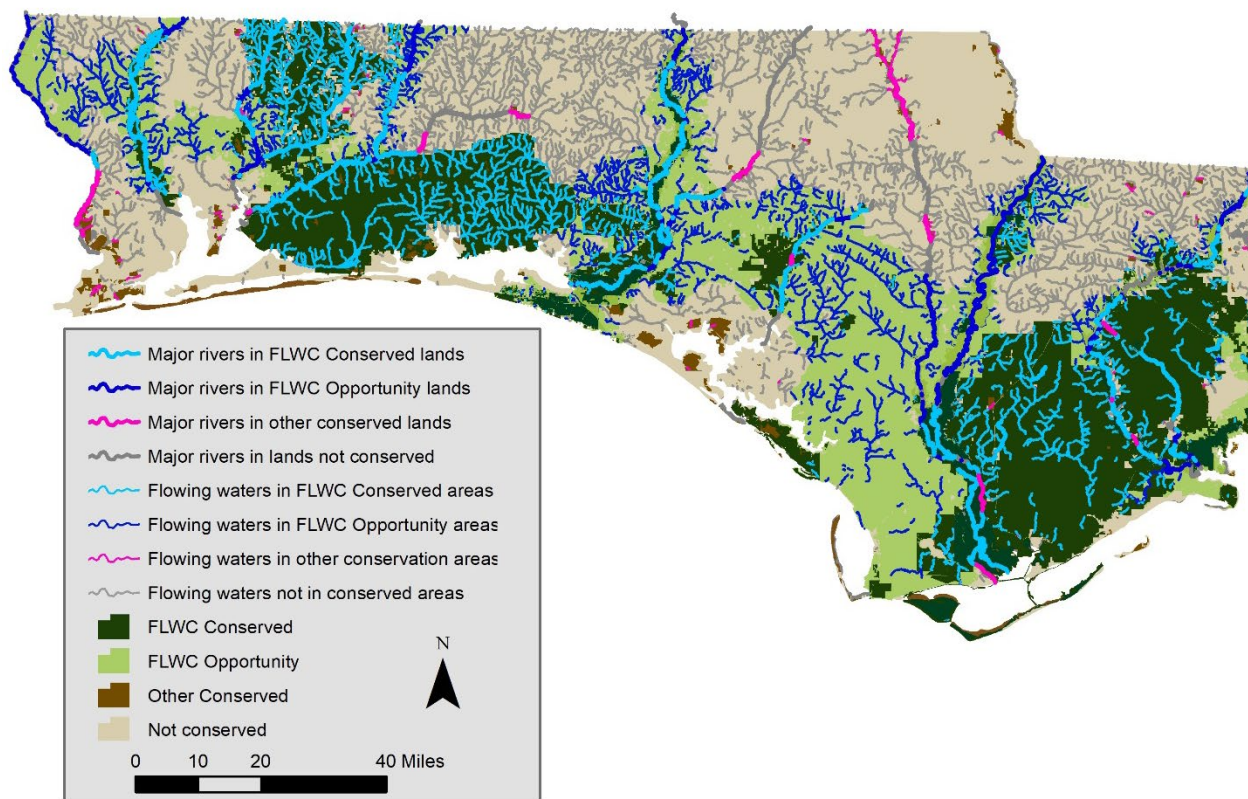 Major rivers in FLWC Conserved lands
Major rivers in FLWC Opportunity lands
Major rivers in other conserved lands
Major rivers in lands not conserved
Flowing waters in FLWC Conserved areas
Flowing waters in FLWC Opportunity areas
Flowing waters in other conservation areas
Flowing waters not in conserved areas
FLWC Conserved
N
FLWC Opportunity
Other Conserved
Not conserved
0 10 20 40 Miles